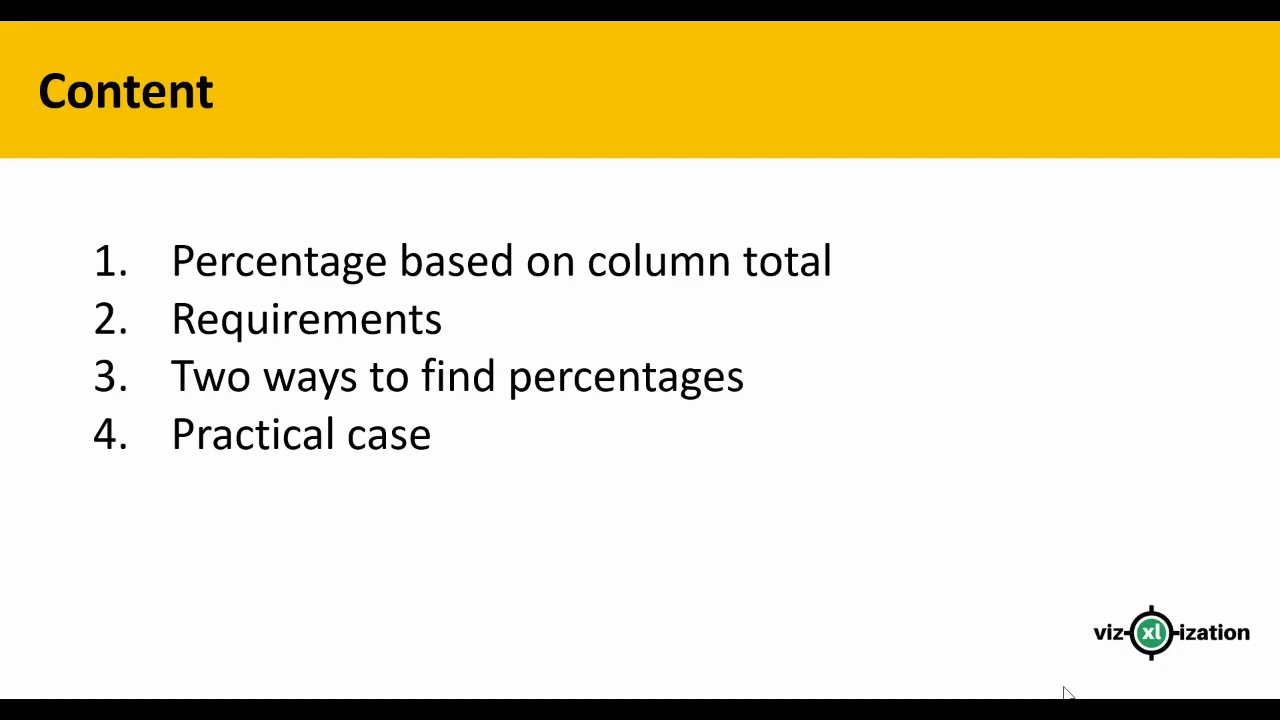 Content
1. Percentage based on column total
2. Requirements
3. Two ways to find percentages
4. Practical case
viz-xl-ization